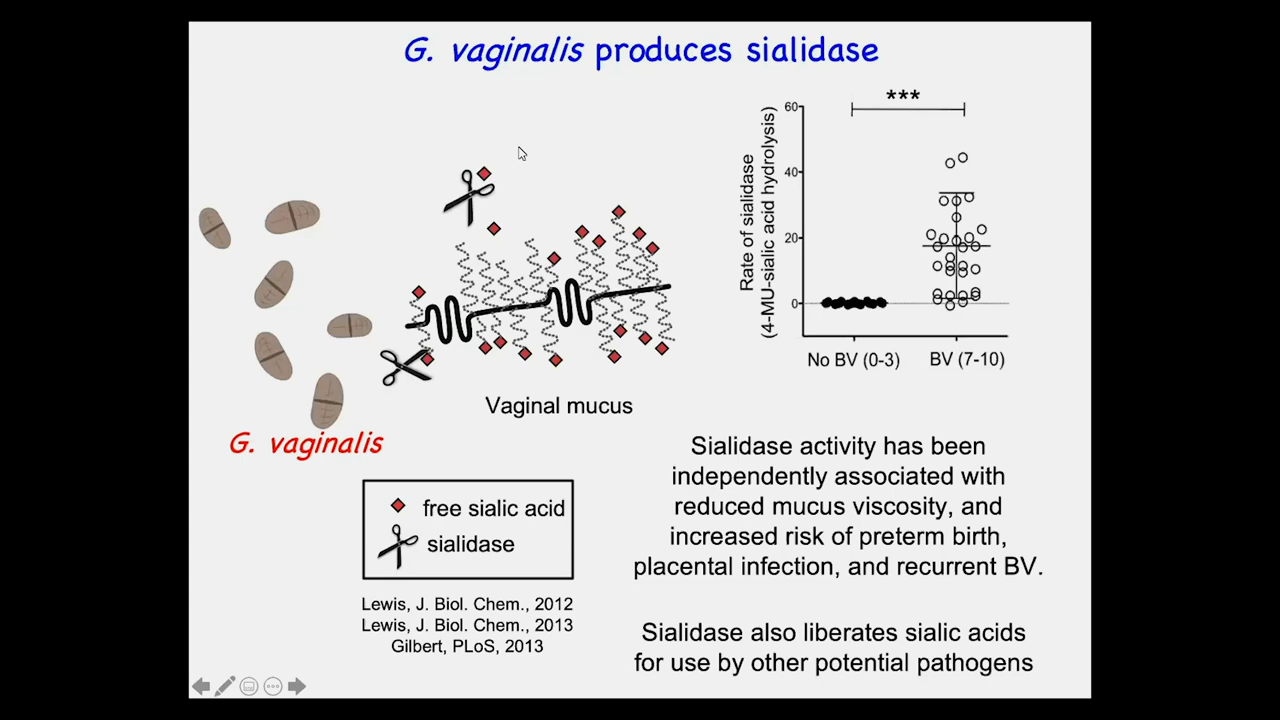 G. vaginalis produces sialidase
***
60
40
20
0
Rate of sialidase
(4-MU-sialic acid hydrolysis)
No BV (0-3)
BV (7-10)
Vaginal mucus
G. vaginalis
free sialic acid
sialidase
Lewis, J. Biol. Chem., 2012
Lewis, J. Biol. Chem., 2013
Gilbert, PLoS, 2013
Sialidase activity has been
independently associated with
reduced mucus viscosity, and
increased risk of preterm birth,
placental infection, and recurrent BV.
Sialidase also liberates sialic acids
for use by other potential pathogens